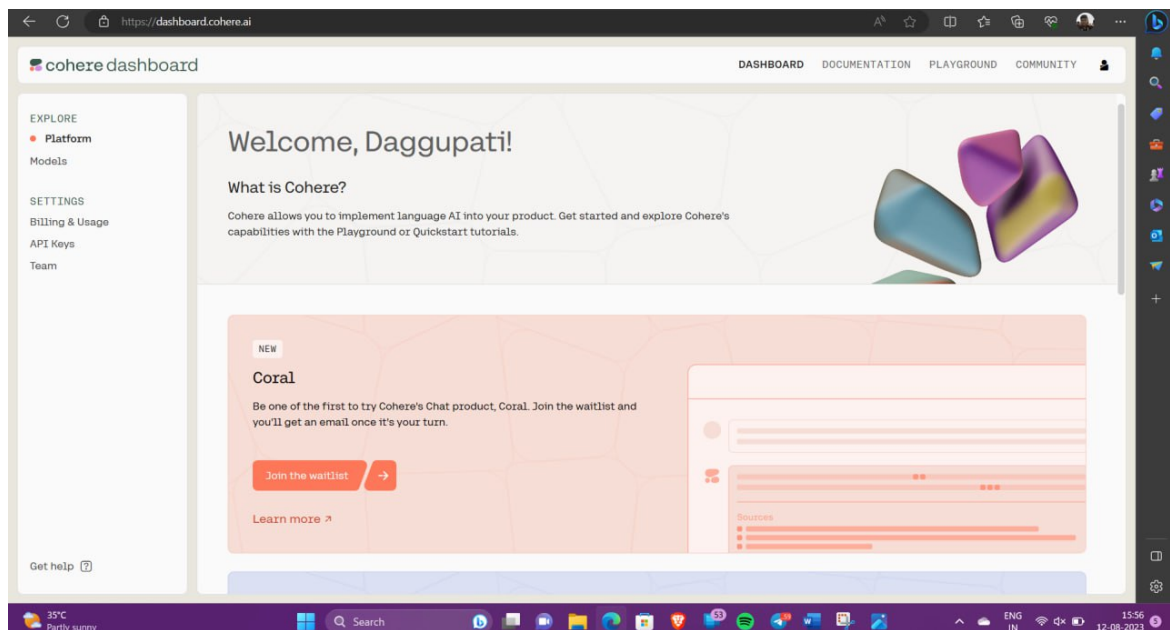 https://dashboard.cohere.ai
cohere dashboard
DASHBOARD DOCUMENTATION PLAYGROUND COMMUNITY
EXPLORE
Platform
Models
SETTINGS
Billing & Usage
API Keys
Team
Get help ?
Welcome, Daggupati!
What is Cohere?
Cohere allows you to implement language AI into your product. Get started and explore Cohere's
capabilities with the Playground or Quickstart tutorials.
NEW
Coral
Be one of the first to try Cohere's Chat product, Coral. Join the waitlist and
you'll get an email once it's your turn.
Join the waitlist
Learn more
Sources
35°C
Partly sunny
Search
53
ENG
IN
15:56
12-08-2023
5